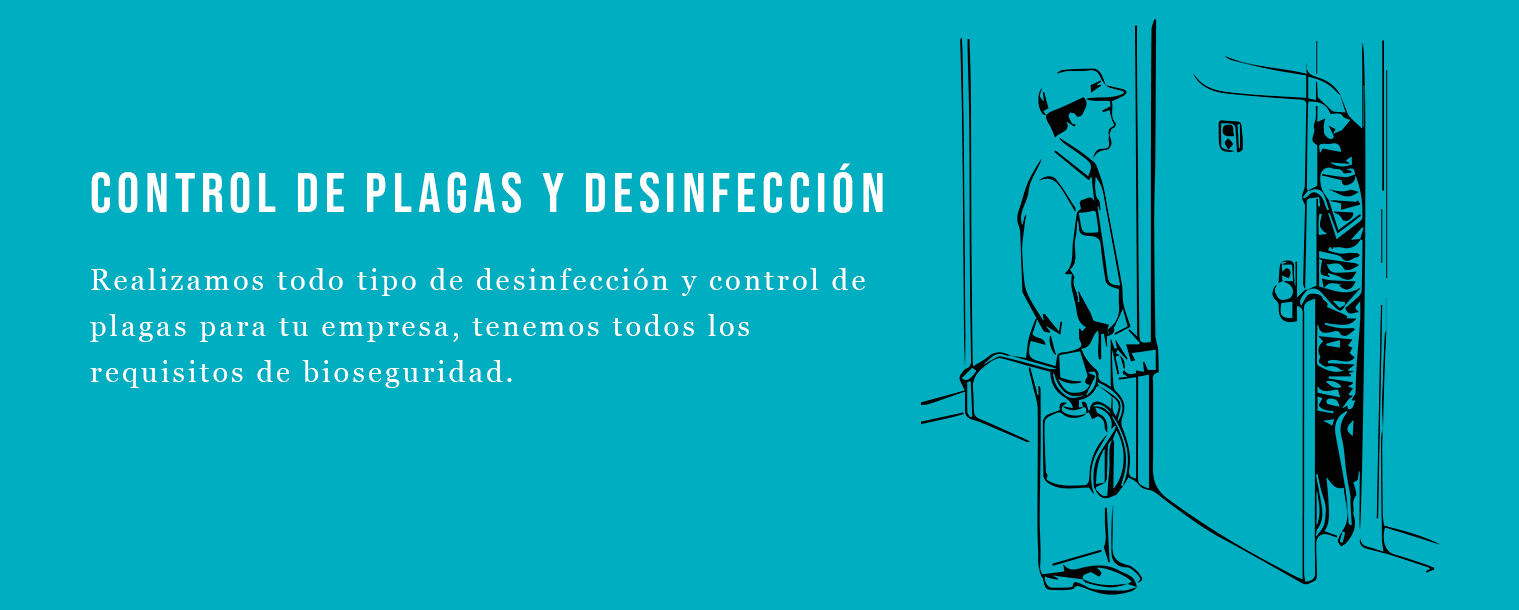 CONTROL DE PLAGAS Y DESINFECCIÓN
Realizamos todo tipo de desinfección y control de
plagas para tu empresa, tenemos todos los
requisitos de bioseguridad.